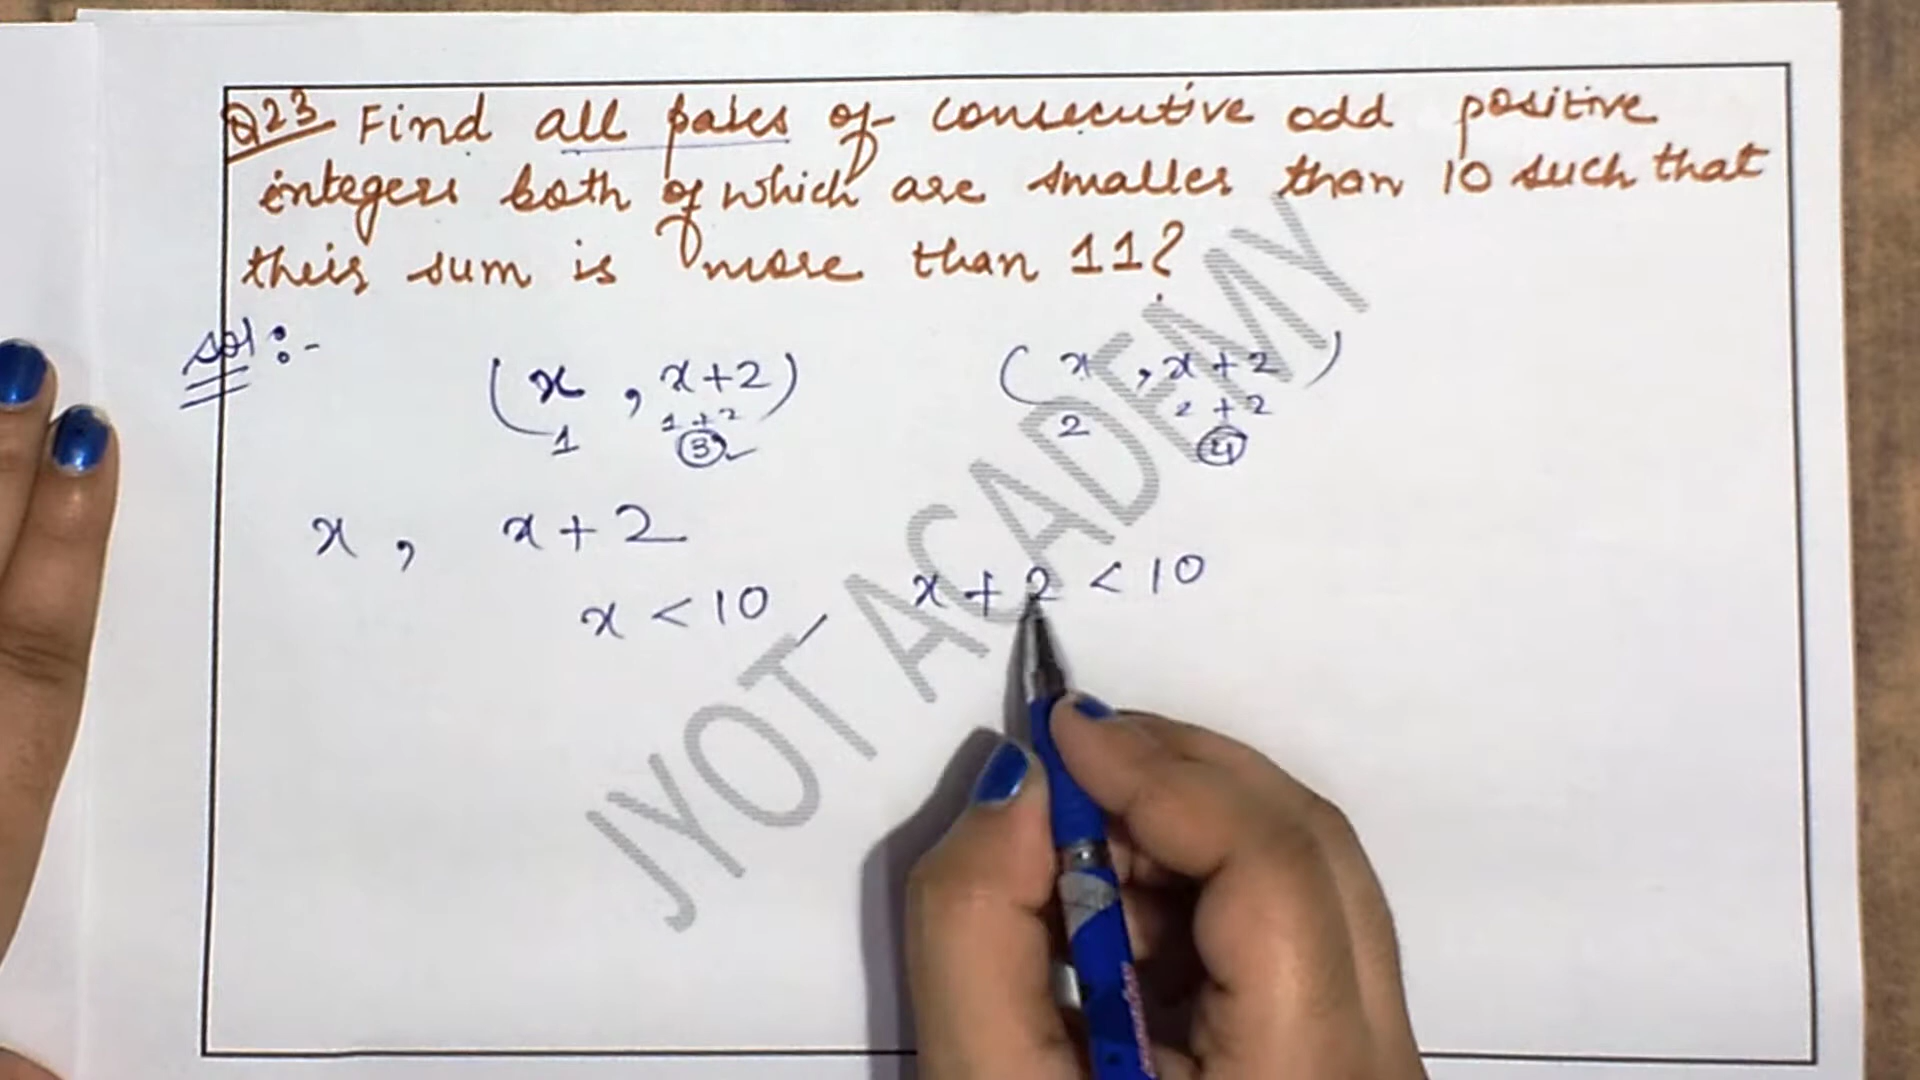 Q23 Find all pairs of consecutive odd positive
integers both of which are smaller than 10 such that
their sum is more than 11?
Sol:-
(x, x+2) (x, x+2)
1 1+2 2 2+2
3 4
x, x+2
x < 10, x+2 < 10
JYOT ACADEMY